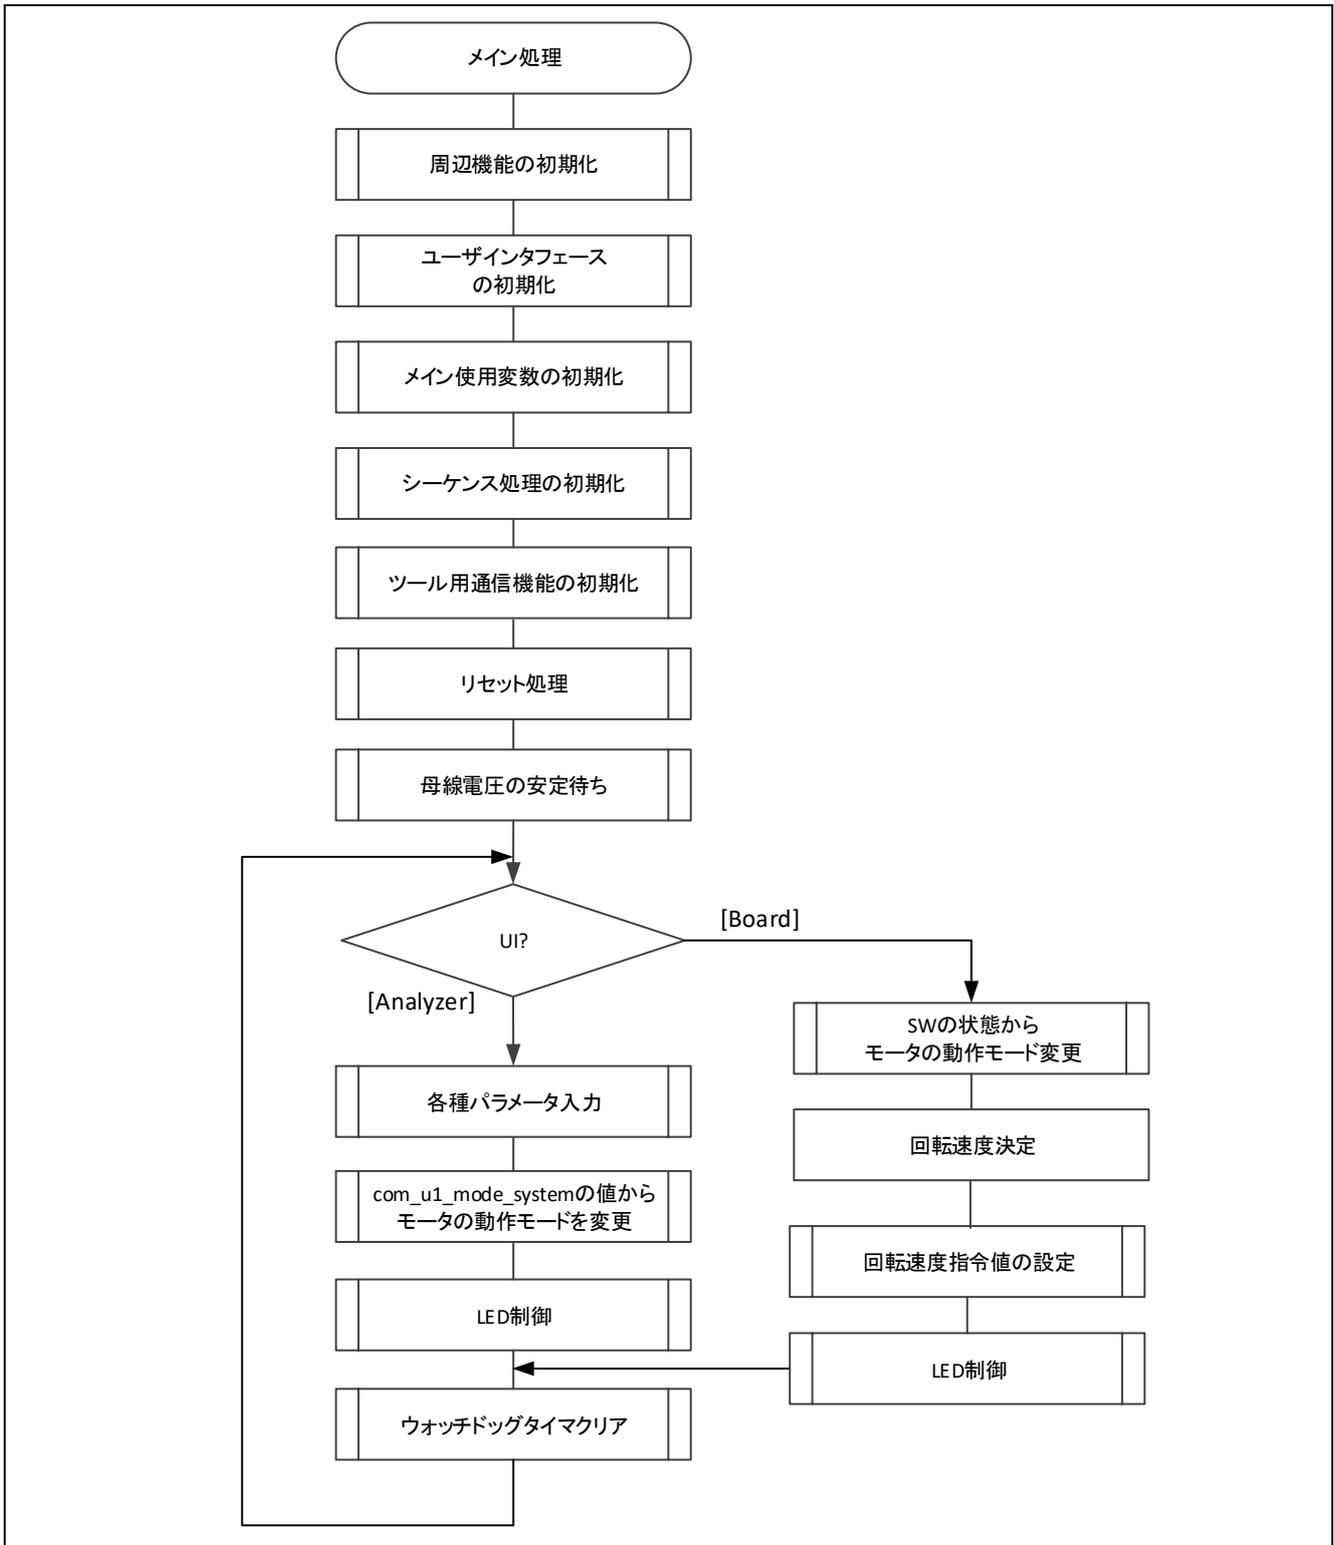 メイン処理
周辺機能の初期化
ユーザインタフェース
の初期化
メイン使用変数の初期化
シーケンス処理の初期化
ツール用通信機能の初期化
リセット処理
母線電圧の安定待ち
UI?
[Board]
[Analyzer]
各種パラメータ入力
com_u1_mode_systemの値から
モータの動作モードを変更
LED制御
SWの状態から
モータの動作モード変更
回転速度決定
回転速度指令値の設定
LED制御
ウォッチドッグタイマクリア